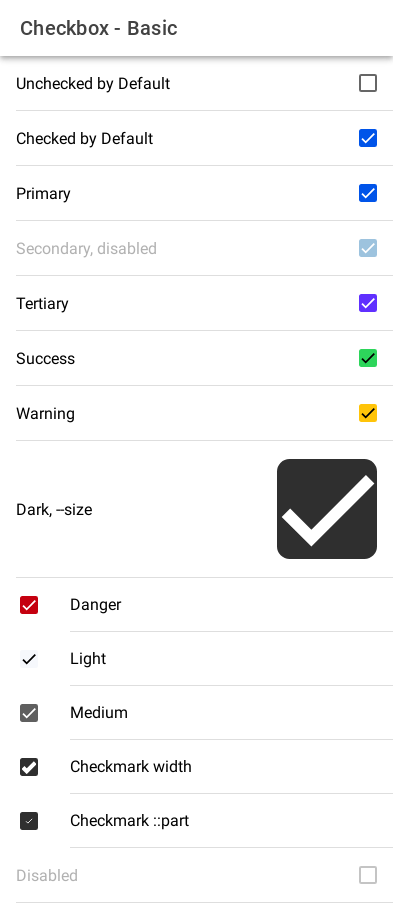 Checkbox - Basic
Unchecked by Default
Checked by Default
Primary
Secondary, disabled
Tertiary
Success
Warning
Dark, --size
Danger
Light
Medium
Checkmark width
Checkmark ::part
Disabled